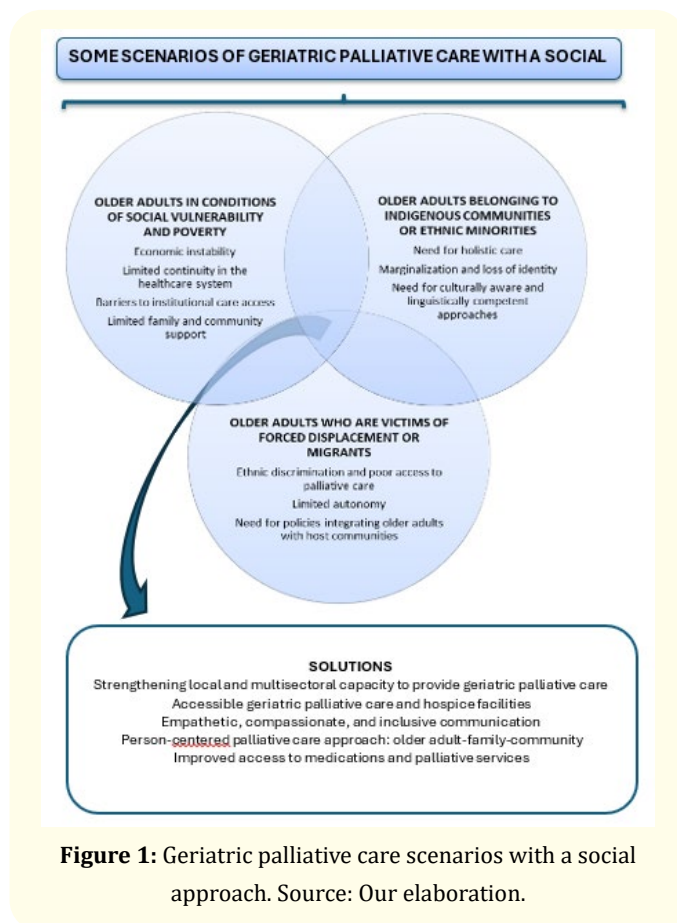 SOME SCENARIOS OF GERIATRIC PALLIATIVE CARE WITH A SOCIAL
OLDER ADULTS IN CONDITIONS
OF SOCIAL VULNERABILITY
AND POVERTY
Economic instability
Limited continuity in the
healthcare system
Barriers to institutional care access
Limited family and community
support
OLDER ADULTS BELONGING TO
INDIGENOUS COMMUNITIES
OR ETHNIC MINORITIES
Need for holistic care
Marginalization and loss of identity
Need for culturally aware and
linguistically competent
approaches
OLDER ADULTS WHO ARE VICTIMS OF
FORCED DISPLACEMENT OR
MIGRANTS
Ethnic discrimination and poor access to
palliative care
Limited autonomy
Need for policies integrating older adults
with host communities
SOLUTIONS
Strengthening local and multisectoral capacity to provide geriatric palliative care
Accessible geriatric palliative care and hospice facilities
Empathetic, compassionate, and inclusive communication
Person-centered palliative care approach: older adult-family-community
Improved access to medications and palliative services
Figure 1: Geriatric palliative care scenarios with a social
approach. Source: Our elaboration.